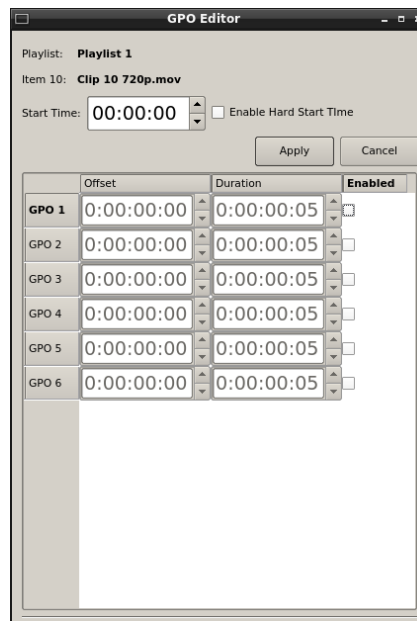 GPO Editor
Playlist: Playlist 1
Item 10: Clip 10 720p.mov
Start Time: 00:00:00 Enable Hard Start TIme
Apply Cancel
Offset Duration Enabled
GPO 1 0:00:00:00 0:00:00:05
GPO 2 0:00:00:00 0:00:00:05
GPO 3 0:00:00:00 0:00:00:05
GPO 4 0:00:00:00 0:00:00:05
GPO 5 0:00:00:00 0:00:00:05
GPO 6 0:00:00:00 0:00:00:05